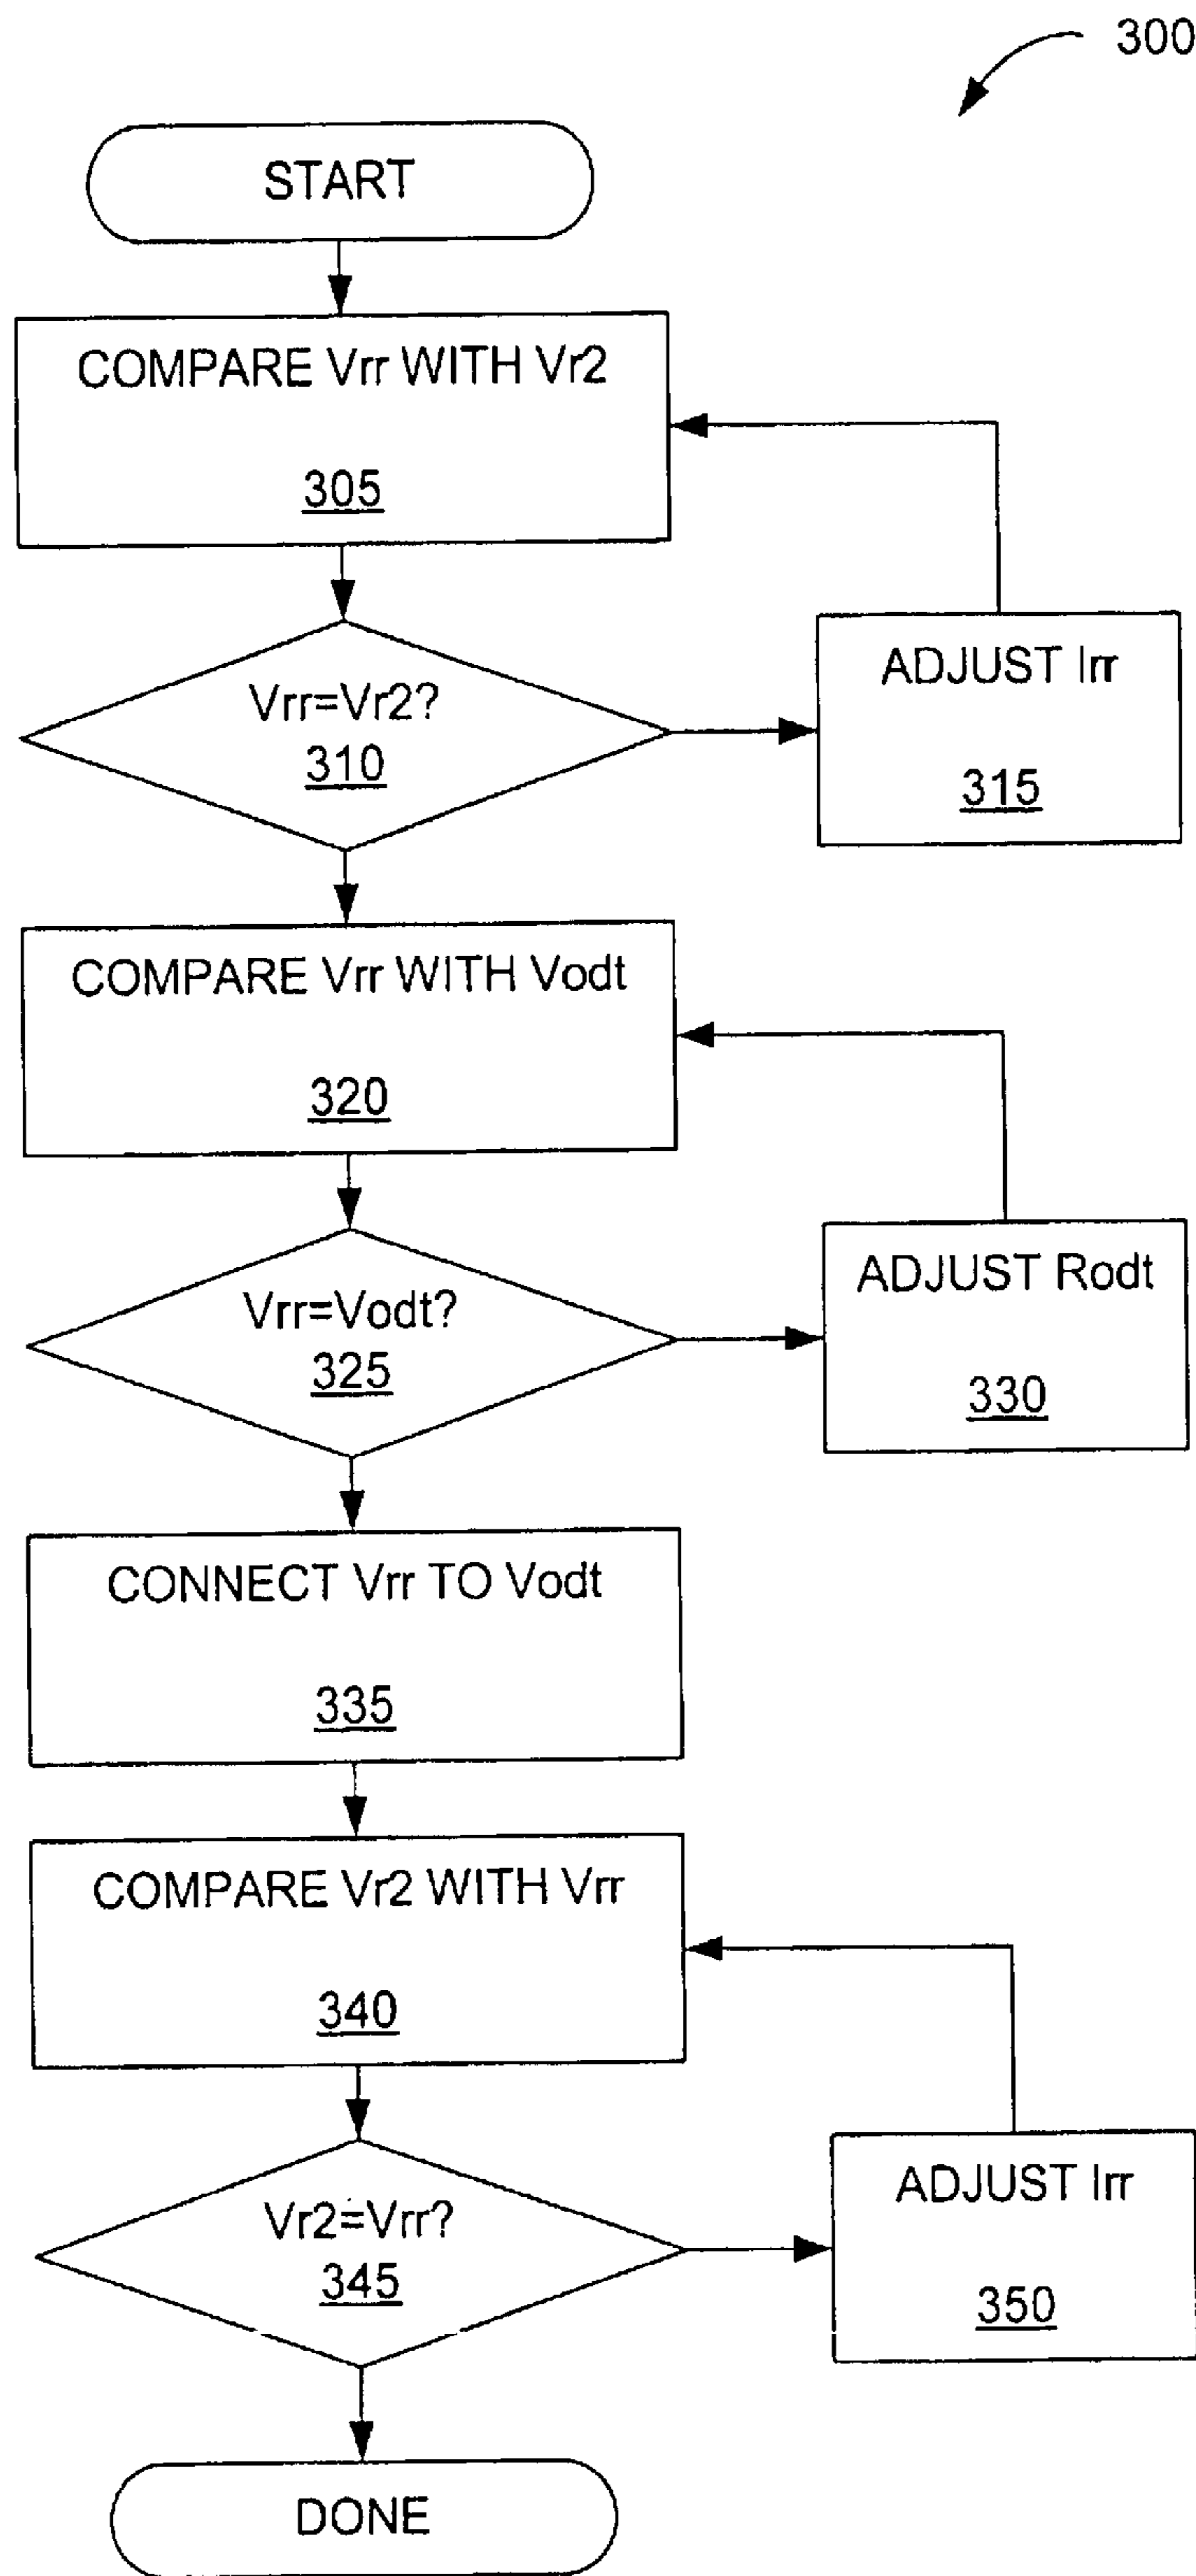 300
START
COMPARE Vrr WITH Vr2
305
Vrr=Vr2?
310
ADJUST Irr
315
COMPARE Vrr WITH Vodt
320
Vrr=Vodt?
325
ADJUST Rodt
330
CONNECT Vrr TO Vodt
335
COMPARE Vr2 WITH Vrr
340
Vr2=Vrr?
345
ADJUST Irr
350
DONE